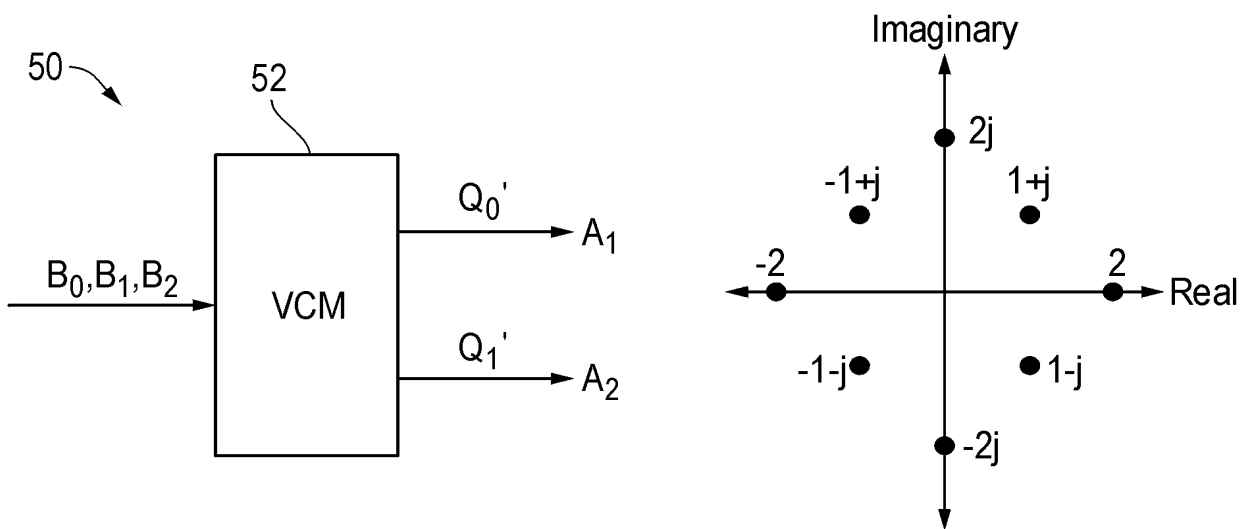 50
52
B₀,B₁,B₂
VCM
Q₀'
A₁
Q₁'
A₂
Imaginary
2j
-1+j
1+j
-2
2
Real
-1-j
1-j
-2j